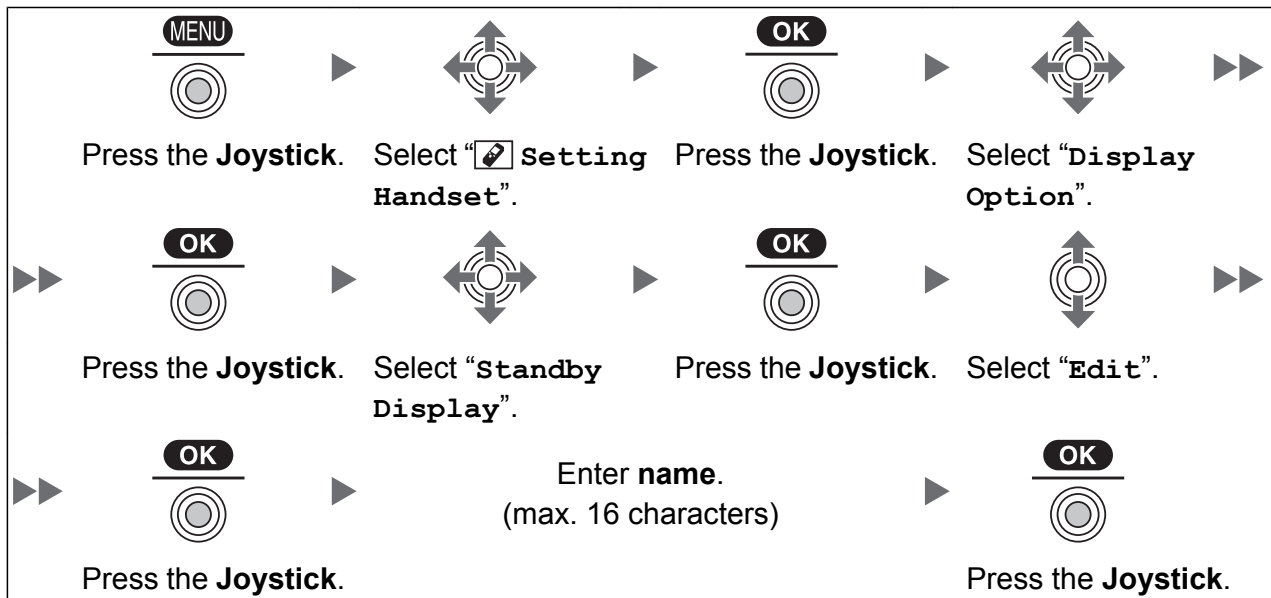 MENU OK
Press the Joystick. Select “ Setting Press the Joystick. Select “Display
Handset”. Option”.
OK OK
Press the Joystick. Select “Standby Press the Joystick. Select “Edit”.
Display”.
OK Enter name. OK
(max. 16 characters)
Press the Joystick. Press the Joystick.